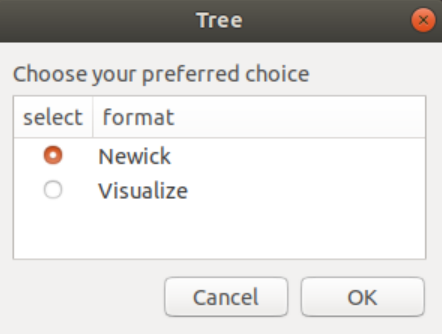 Tree
Choose your preferred choice
select format
Newick
Visualize
Cancel OK